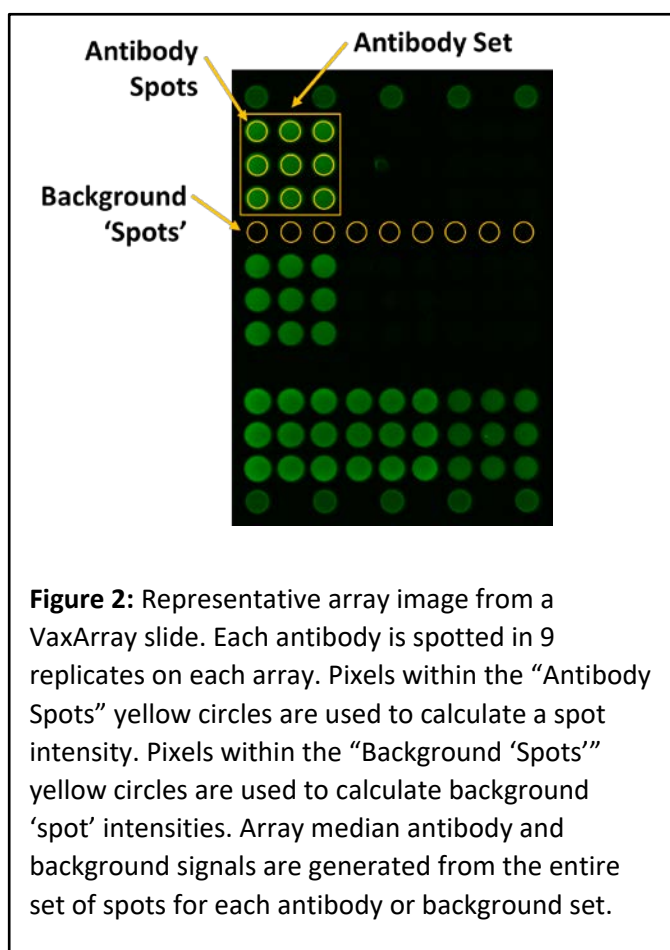 Antibody Set
Antibody
Spots
Background
‘Spots’
Figure 2: Representative array image from a
VaxArray slide. Each antibody is spotted in 9
replicates on each array. Pixels within the “Antibody
Spots” yellow circles are used to calculate a spot
intensity. Pixels within the “Background ‘Spots’”
yellow circles are used to calculate background
‘spot’ intensities. Array median antibody and
background signals are generated from the entire
set of spots for each antibody or background set.